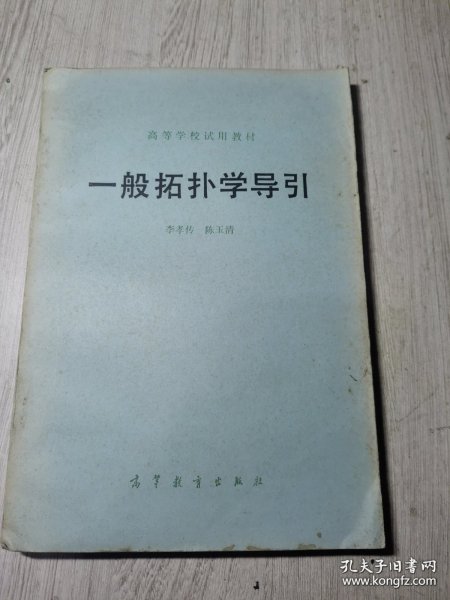 高等学校试用教材
一般拓扑学导引
李孝传 陈玉清
高等教育出版社
孔夫子旧书网
www.kongfz.com